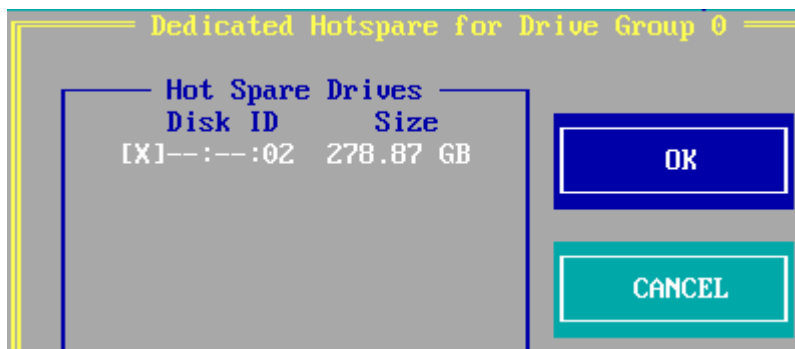 Dedicated Hotspare for Drive Group 0
Hot Spare Drives
Disk ID Size
[X]--:--:02 278.87 GB
OK
CANCEL